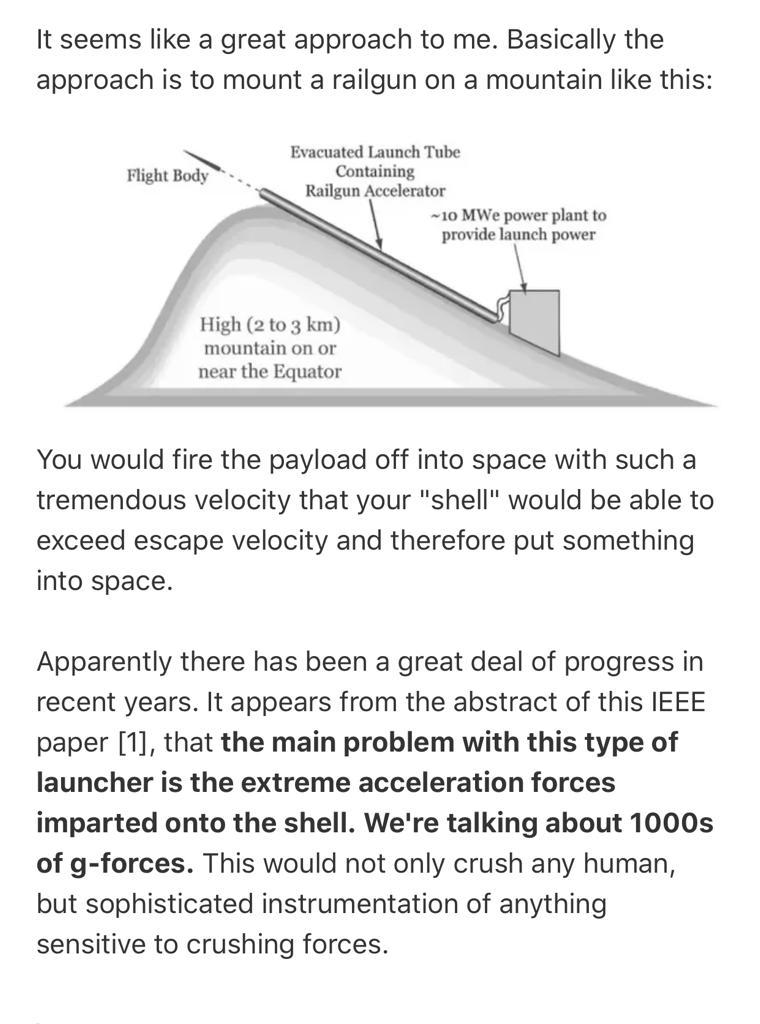 It seems like a great approach to me. Basically the
approach is to mount a railgun on a mountain like this:
Evacuated Launch Tube
Containing
Railgun Accelerator
Flight Body
~10 MWe power plant to
provide launch power
High (2 to 3 km)
mountain on or
near the Equator
You would fire the payload off into space with such a
tremendous velocity that your "shell" would be able to
exceed escape velocity and therefore put something
into space.
Apparently there has been a great deal of progress in
recent years. It appears from the abstract of this IEEE
paper [1], that the main problem with this type of
launcher is the extreme acceleration forces
imparted onto the shell. We're talking about 1000s
of g-forces. This would not only crush any human,
but sophisticated instrumentation of anything
sensitive to crushing forces.